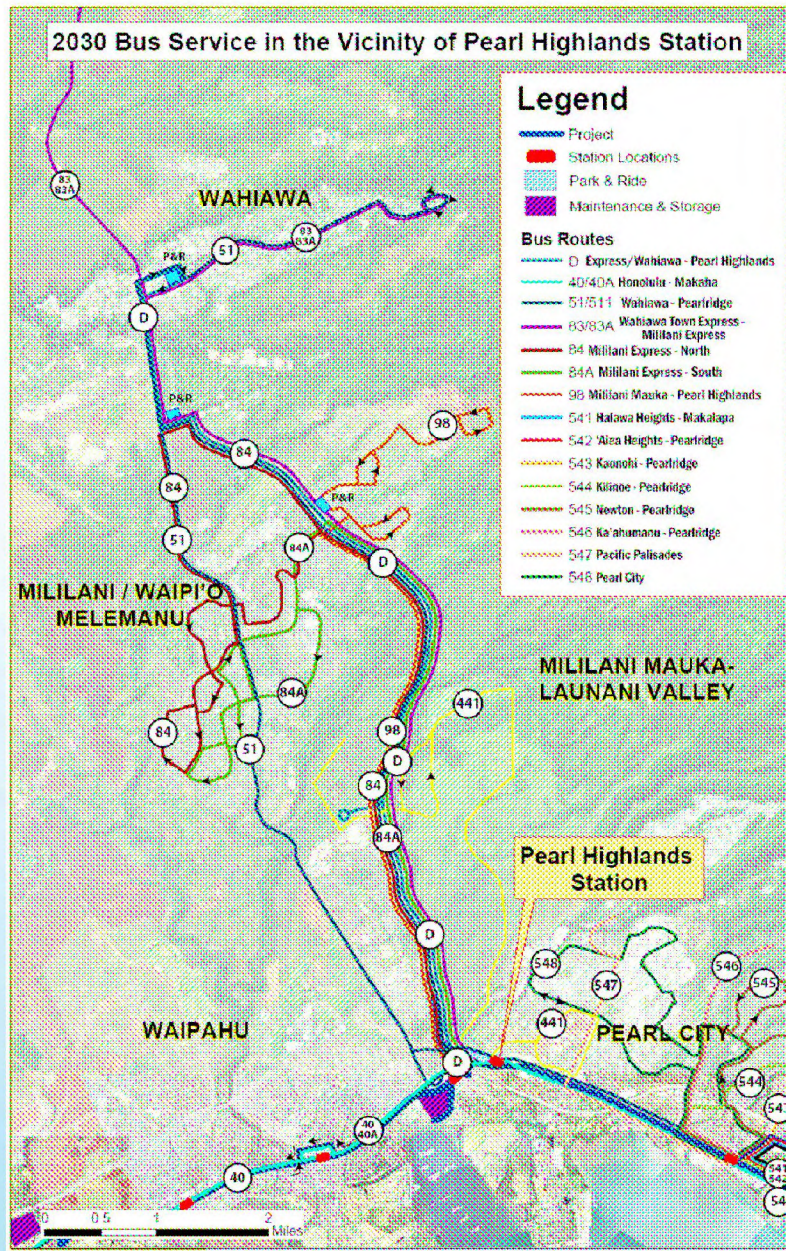 2030 Bus Service in the Vicinity of Pearl Highlands Station
Legend
Project
Station Locations
Park & Ride
Maintenance & Storage
Bus Routes
D Express/Wahiawa - Pearl Highlands
40/40A Honolulu - Makaha
51/511 Wahiawa - Pearlridge
83/83A Wahiawa Town Express -
Mililani Express
84 Mililani Express - North
84A Mililani Express - South
98 Mililani Mauka - Pearl Highlands
541 Halawa Heights - Makalapa
542 'Aiea Heights - Pearlridge
543 Kaonohi - Pearlridge
544 Kilinoe - Pearlridge
545 Newton - Pearlridge
546 Ka'ahumanu - Pearlridge
547 Pacific Palisades
548 Pearl City
83
83A
WAHIAWA
P&R
51
83
83A
D
P&R
84
98
84
P&R
51
84A
D
MILILANI / WAIPI'O
MELEMANU
MILILANI MAUKA-
LAUNANI VALLEY
84A
441
84
51
98
D
84
84A
Pearl Highlands
Station
D
548
547
546
545
441
WAIPAHU
PEARL CITY
D
544
40
40A
40
541
542
0 0.5 1 2
Miles